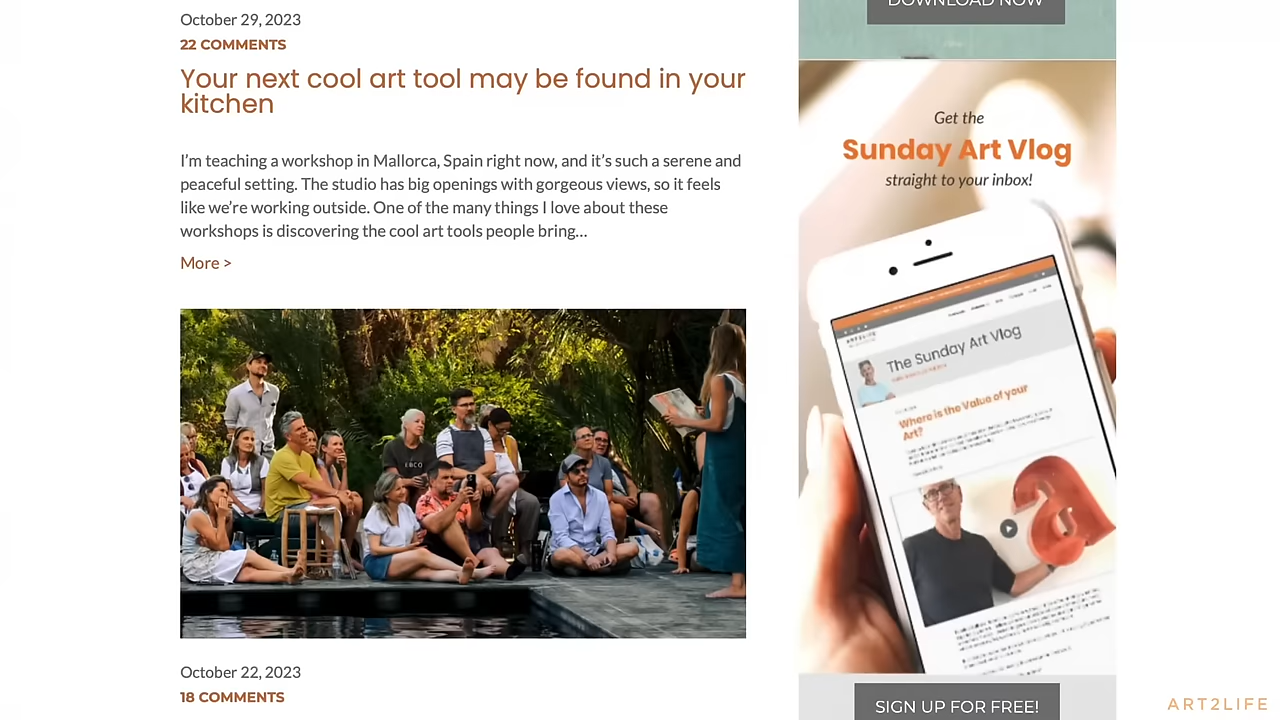 October 29, 2023
22 COMMENTS
Your next cool art tool may be found in your
kitchen
I'm teaching a workshop in Mallorca, Spain right now, and it's such a serene and
peaceful setting. The studio has big openings with gorgeous views, so it feels
like we're working outside. One of the many things I love about these
workshops is discovering the cool art tools people bring...
More >
EBCO
October 22, 2023
18 COMMENTS
DOWNLOAD NOW
Get the
Sunday Art Vlog
straight to your inbox!
ART2LIFE
The Sunday Art Vlog
Where is the Value of your
Art?
a
SIGN UP FOR FREE!
ART2LIFE